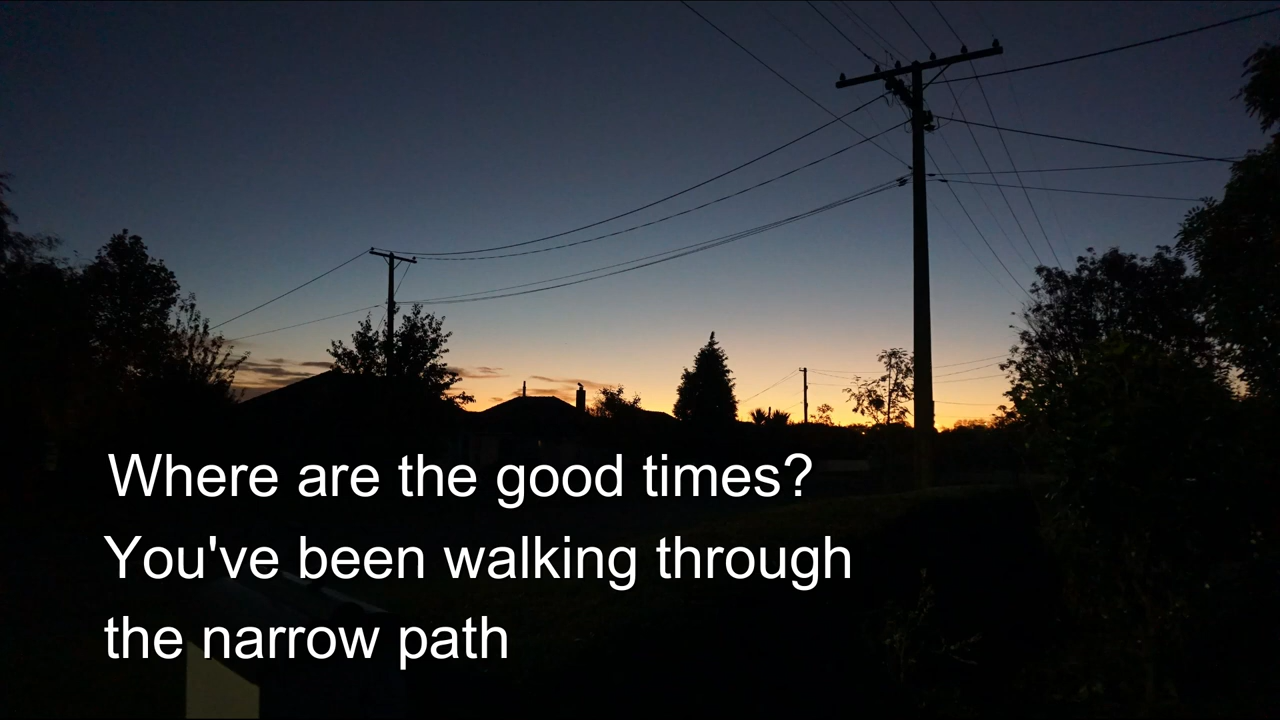 Where are the good times?
You've been walking through
the narrow path